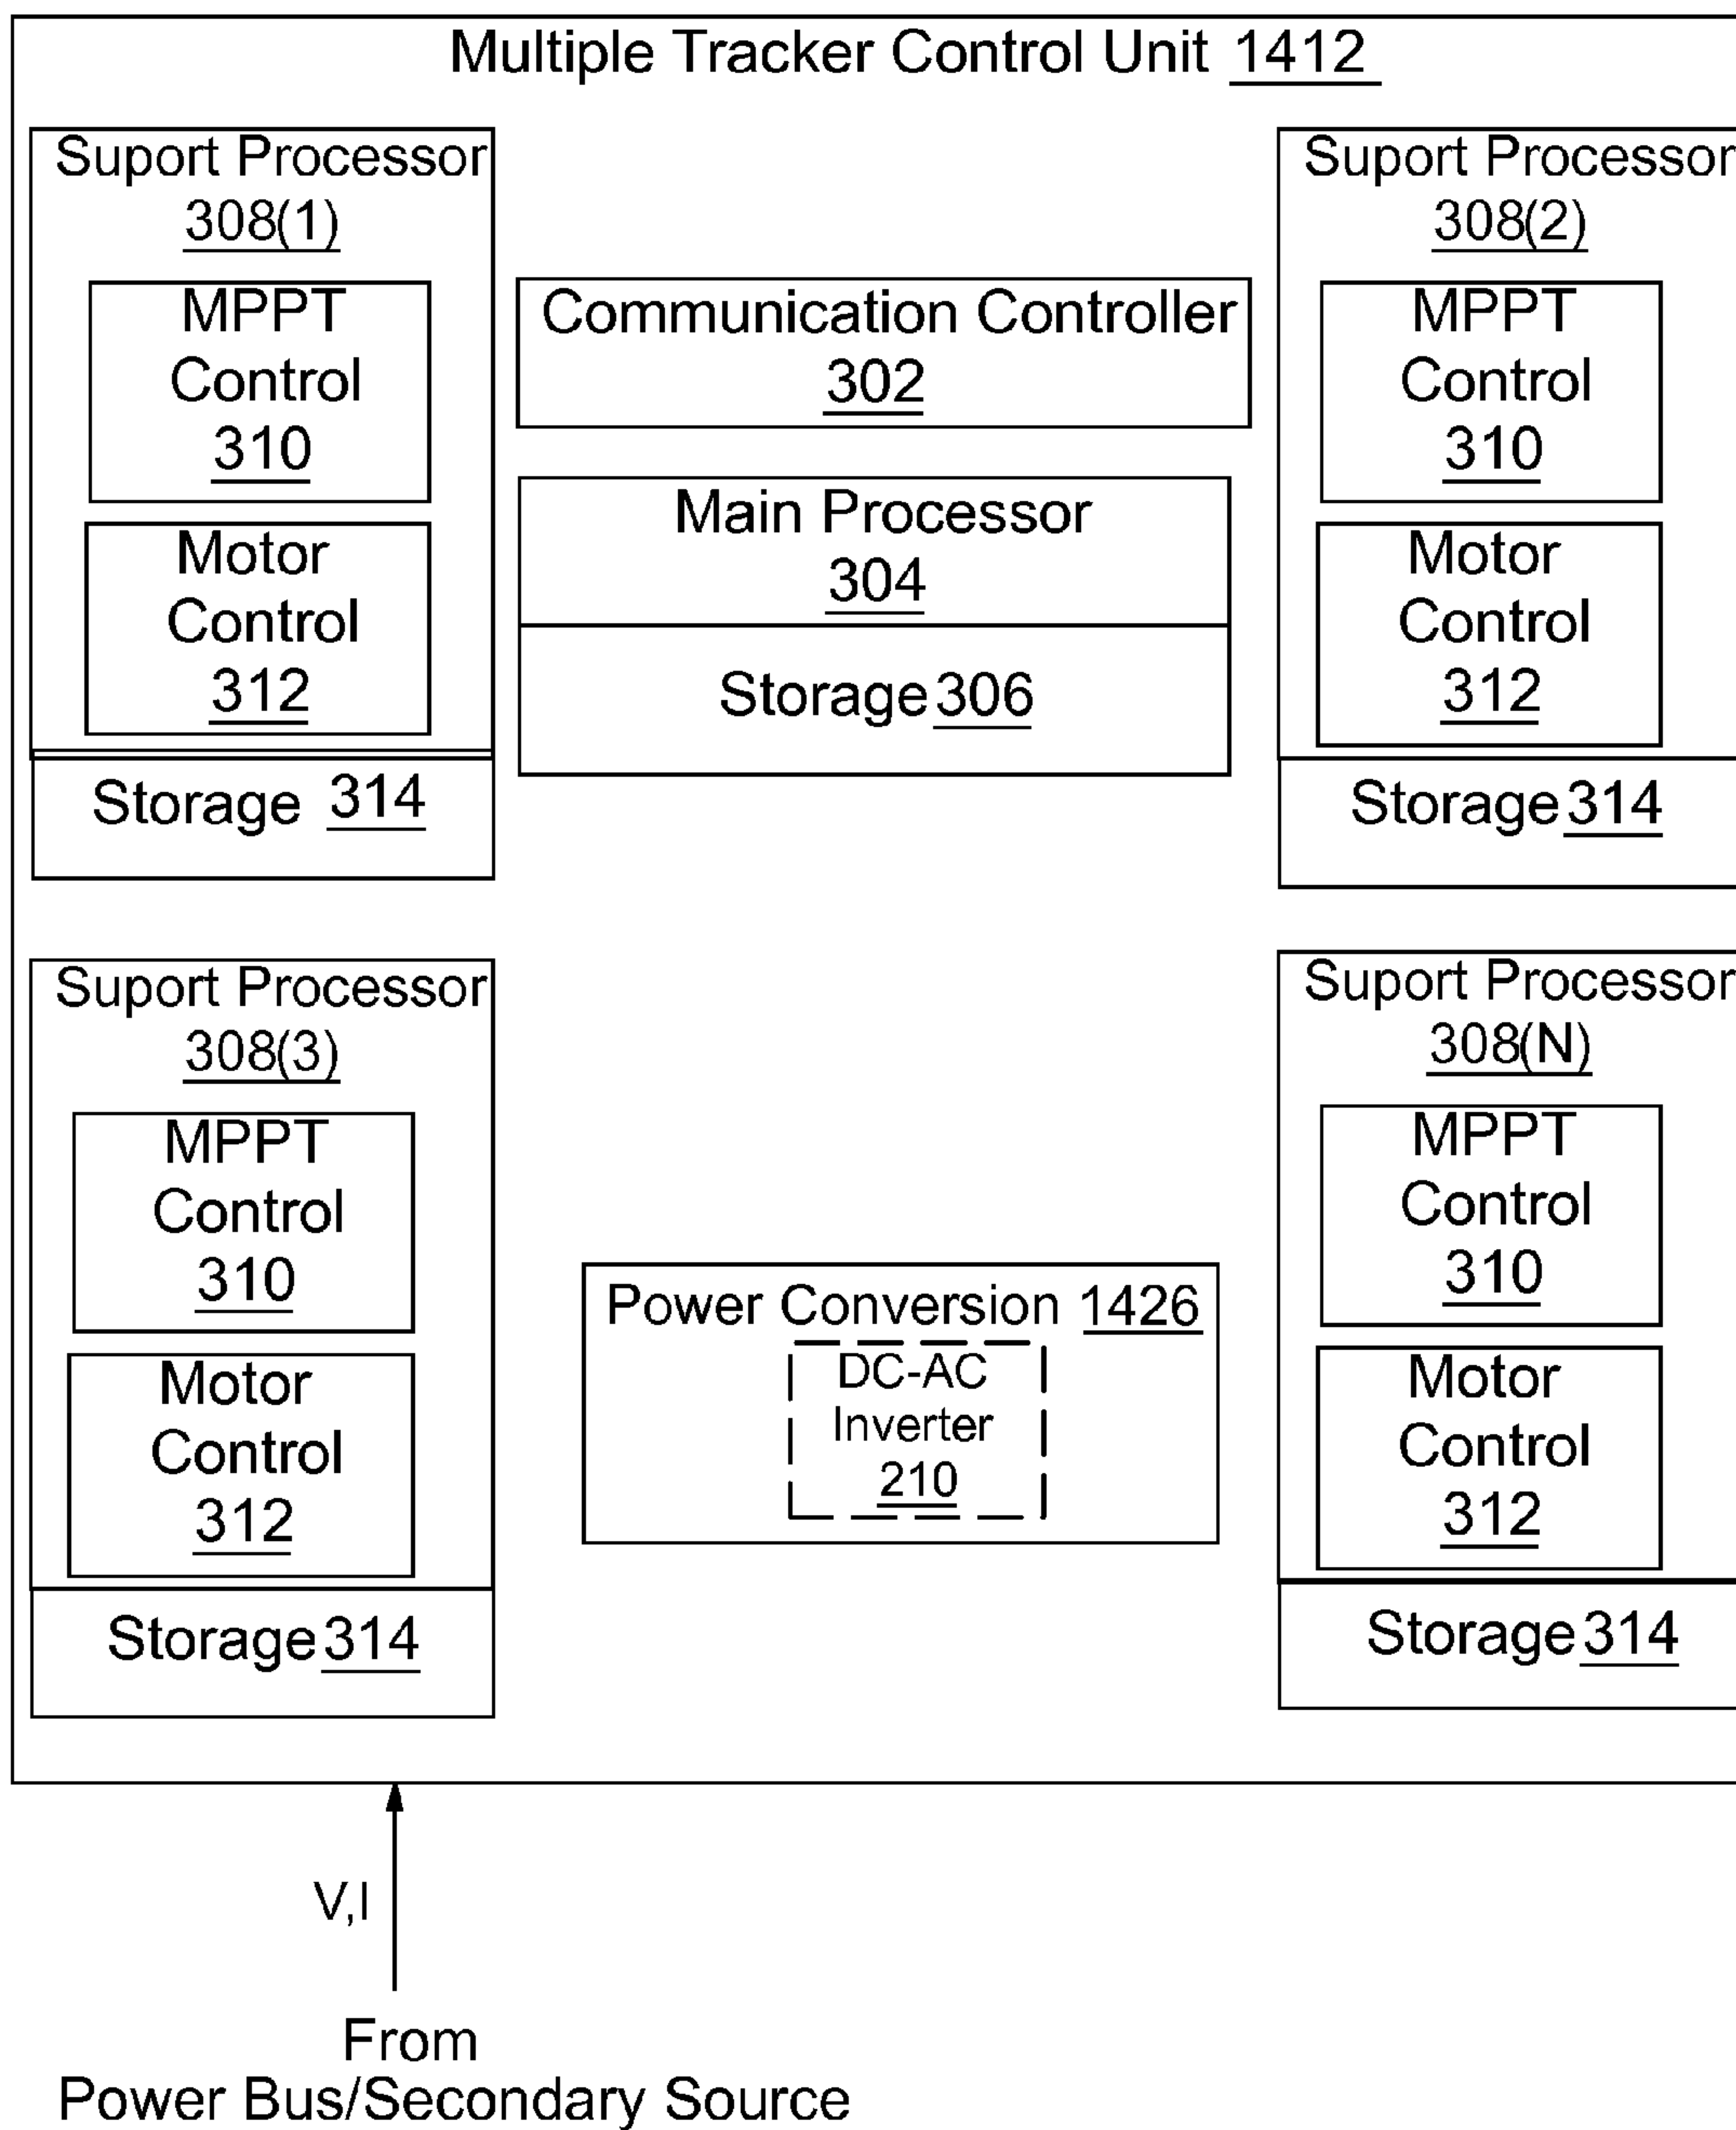 Multiple Tracker Control Unit 1412
Suport Processor
308(1)
MPPT
Control
310
Motor
Control
312
Storage 314
Communication Controller
302
Main Processor
304
Storage 306
Suport Processor
308(2)
MPPT
Control
310
Motor
Control
312
Storage 314
Suport Processor
308(3)
MPPT
Control
310
Motor
Control
312
Storage 314
Power Conversion 1426
DC-AC
Inverter
210
Suport Processor
308(N)
MPPT
Control
310
Motor
Control
312
Storage 314
V,I
From
Power Bus/Secondary Source